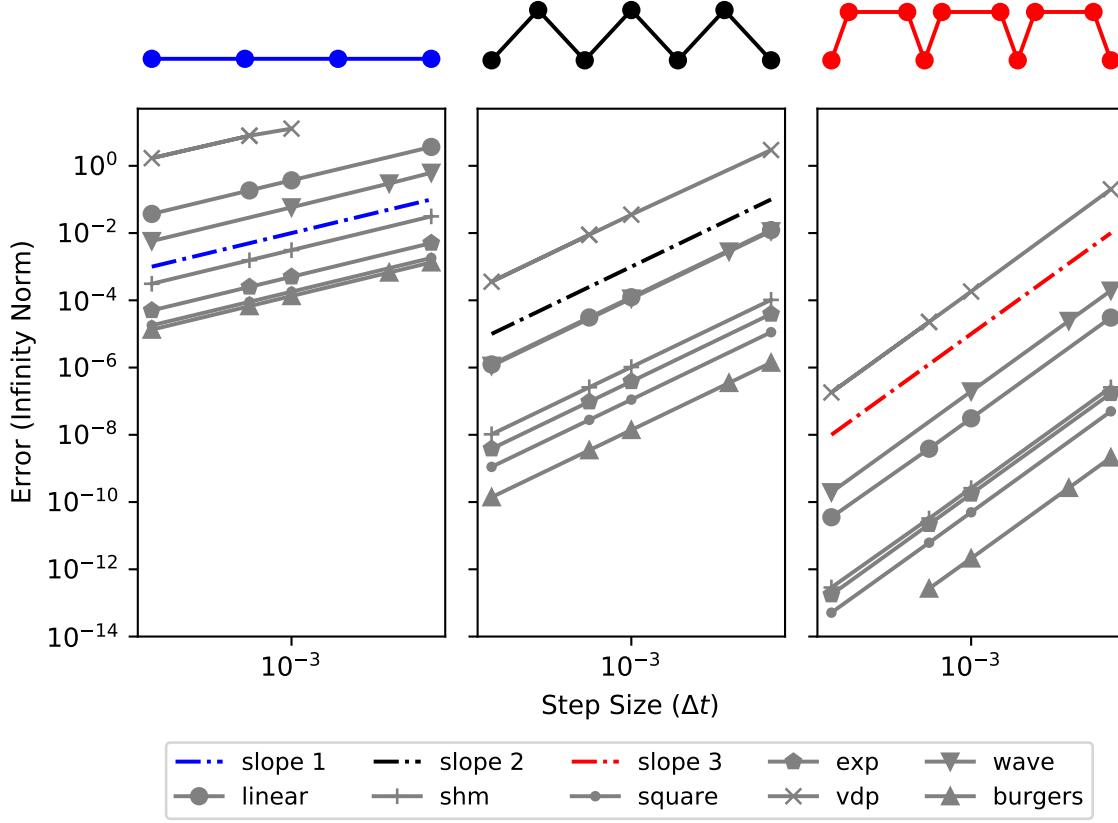 Error (Infinity Norm)
10⁰
10⁻²
10⁻⁴
10⁻⁶
10⁻⁸
10⁻¹⁰
10⁻¹²
10⁻¹⁴
10⁻³ 10⁻³ 10⁻³
Step Size (Δt)
slope 1 slope 2 slope 3 exp wave
linear shm square vdp burgers